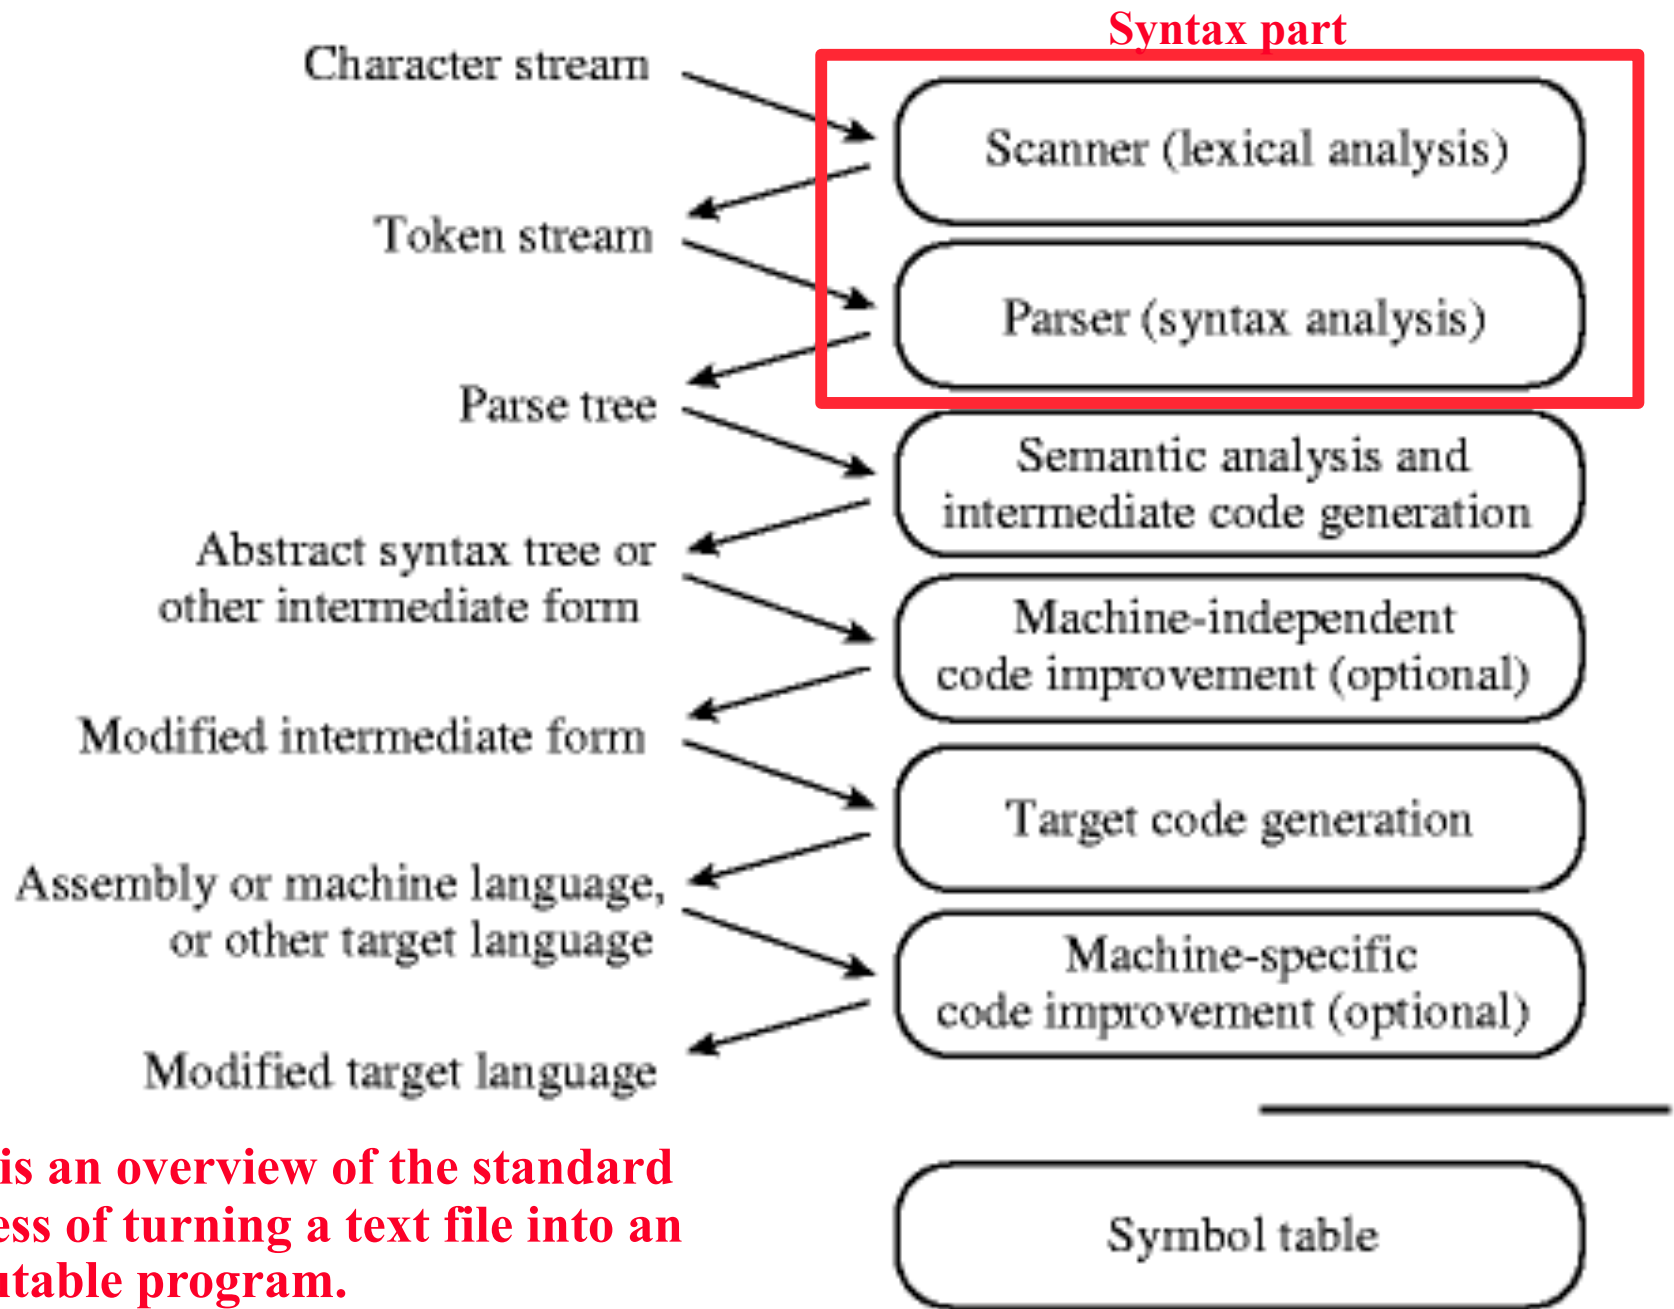 Syntax part
Character stream
Scanner (lexical analysis)
Token stream
Parser (syntax analysis)
Parse tree
Semantic analysis and
intermediate code generation
Abstract syntax tree or
other intermediate form
Machine-independent
code improvement (optional)
Modified intermediate form
Target code generation
Assembly or machine language,
or other target language
Machine-specific
code improvement (optional)
Modified target language
is an overview of the standard
ess of turning a text file into an
utable program.
Symbol table